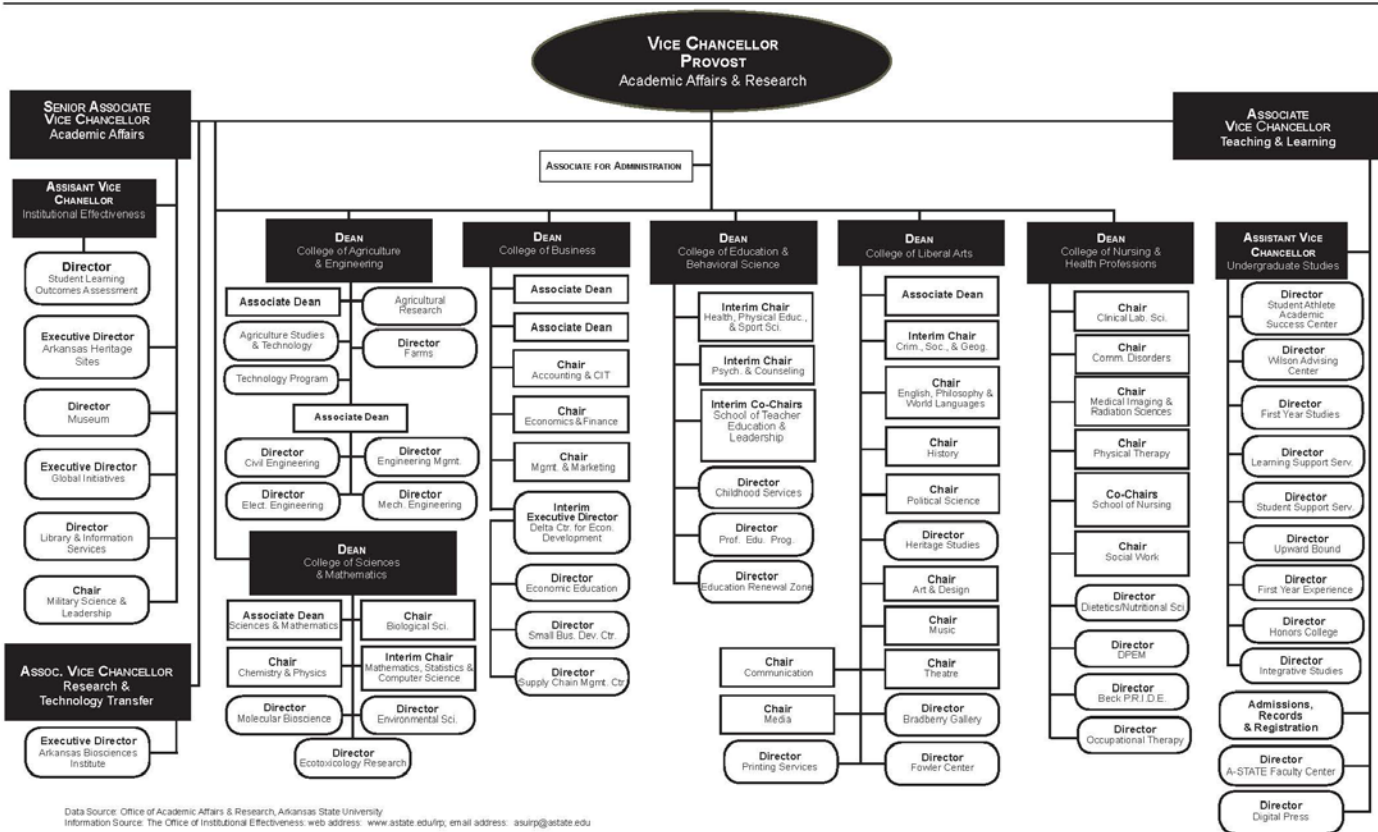 VICE CHANCELLOR
PROVOST
Academic Affairs & Research
SENIOR ASSOCIATE
VICE CHANCELLOR
Academic Affairs
ASSOCIATE
VICE CHANCELLOR
Teaching & Learning
ASSOCIATE FOR ADMINISTRATION
ASSISANT VICE
CHANELLOR
Institutional Effectiveness
Director
Student Learning
Outcomes Assessment
Executive Director
Arkansas Heritage
Sites
Director
Museum
Executive Director
Global Initiatives
Director
Library & Information
Services
Chair
Military Science &
Leadership
ASSOC. VICE CHANCELLOR
Research &
Technology Transfer
Executive Director
Arkansas Biosciences
Institute
DEAN
College of Agriculture
& Engineering
Associate Dean
Agricultural
Research
Agriculture Studies
& Technology
Director
Farms
Technology Program
Associate Dean
Director
Civil Engineering
Director
Engineering Mgmt.
Director
Elect. Engineering
Director
Mech. Engineering
DEAN
College of Sciences
& Mathematics
Associate Dean
Sciences & Mathematics
Chair
Biological Sci.
Chair
Chemistry & Physics
Interim Chair
Mathematics, Statistics &
Computer Science
Director
Molecular Bioscience
Director
Environmental Sci.
Director
Ecotoxicology Research
DEAN
College of Business
Associate Dean
Associate Dean
Chair
Accounting & CIT
Chair
Economics & Finance
Chair
Mgmt. & Marketing
Interim
Executive Director
Delta Ctr. for Econ.
Development
Director
Economic Education
Director
Small Bus. Dev. Ctr.
Director
Supply Chain Mgmt. Ctr
DEAN
College of Education &
Behavioral Science
Interim Chair
Health, Physical Educ.,
& Sport Sci.
Interim Chair
Psych. & Counseling
Interim Co-Chairs
School of Teacher
Education &
Leadership
Director
Childhood Services
Director
Prof. Edu. Prog.
Director
Education Renewal Zone
DEAN
College of Liberal Arts
Associate Dean
Interim Chair
Crim., Soc., & Geog.
Chair
English, Philosophy &
World Languages
Chair
History
Chair
Political Science
Director
Heritage Studies
Chair
Art & Design
Chair
Music
Chair
Communication
Chair
Theatre
Chair
Media
Director
Bradberry Gallery
Director
Printing Services
Director
Fowler Center
DEAN
College of Nursing &
Health Professions
Chair
Clinical Lab. Sci.
Chair
Comm. Disorders
Chair
Medical Imaging &
Radiation Sciences
Chair
Physical Therapy
Co-Chairs
School of Nursing
Chair
Social Work
Director
Dietetics/Nutritional Sci
Director
DPEM
Director
Beck P.R.I.D.E.
Director
Occupational Therapy
ASSISTANT VICE
CHANCELLOR
Undergraduate Studies
Director
Student Athlete
Academic
Success Center
Director
Wilson Advising
Center
Director
First Year Studies
Director
Learning Support Serv.
Director
Student Support Serv.
Director
Upward Bound
Director
First Year Experience
Director
Honors College
Director
Integrative Studies
Admissions,
Records
& Registration
Director
A-STATE Faculty Center
Director
Digital Press
Data Source: Office of Academic Affairs & Research, Arkansas State University
Information Source: The Office of Institutional Effectiveness: web address: www.astate.edu/irp; email address: asuirp@astate.edu